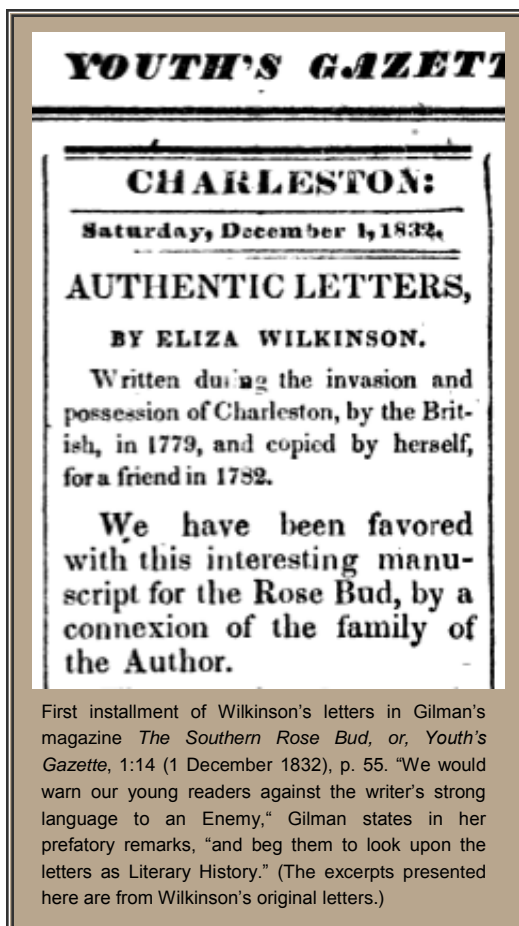 YOUTH'S GAZETT
CHARLESTON:
Saturday, December 1, 1832.
AUTHENTIC LETTERS,
BY ELIZA WILKINSON.
Written during the invasion and
possession of Charleston, by the Brit-
ish, in 1779, and copied by herself,
for a friend in 1782.
We have been favored
with this interesting manu-
script for the Rose Bud, by a
connexion of the family of
the Author.
First installment of Wilkinson's letters in Gilman's
magazine The Southern Rose Bud, or, Youth's
Gazette, 1:14 (1 December 1832), p. 55. “We would
warn our young readers against the writer's strong
language to an Enemy,“ Gilman states in her
prefatory remarks, “and beg them to look upon the
letters as Literary History.” (The excerpts presented
here are from Wilkinson's original letters.)